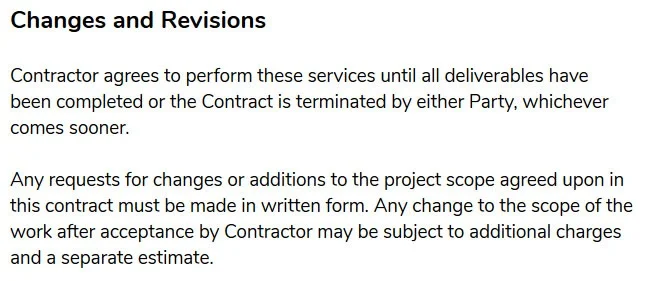 Changes and Revisions
Contractor agrees to perform these services until all deliverables have
been completed or the Contract is terminated by either Party, whichever
comes sooner.
Any requests for changes or additions to the project scope agreed upon in
this contract must be made in written form. Any change to the scope of the
work after acceptance by Contractor may be subject to additional charges
and a separate estimate.